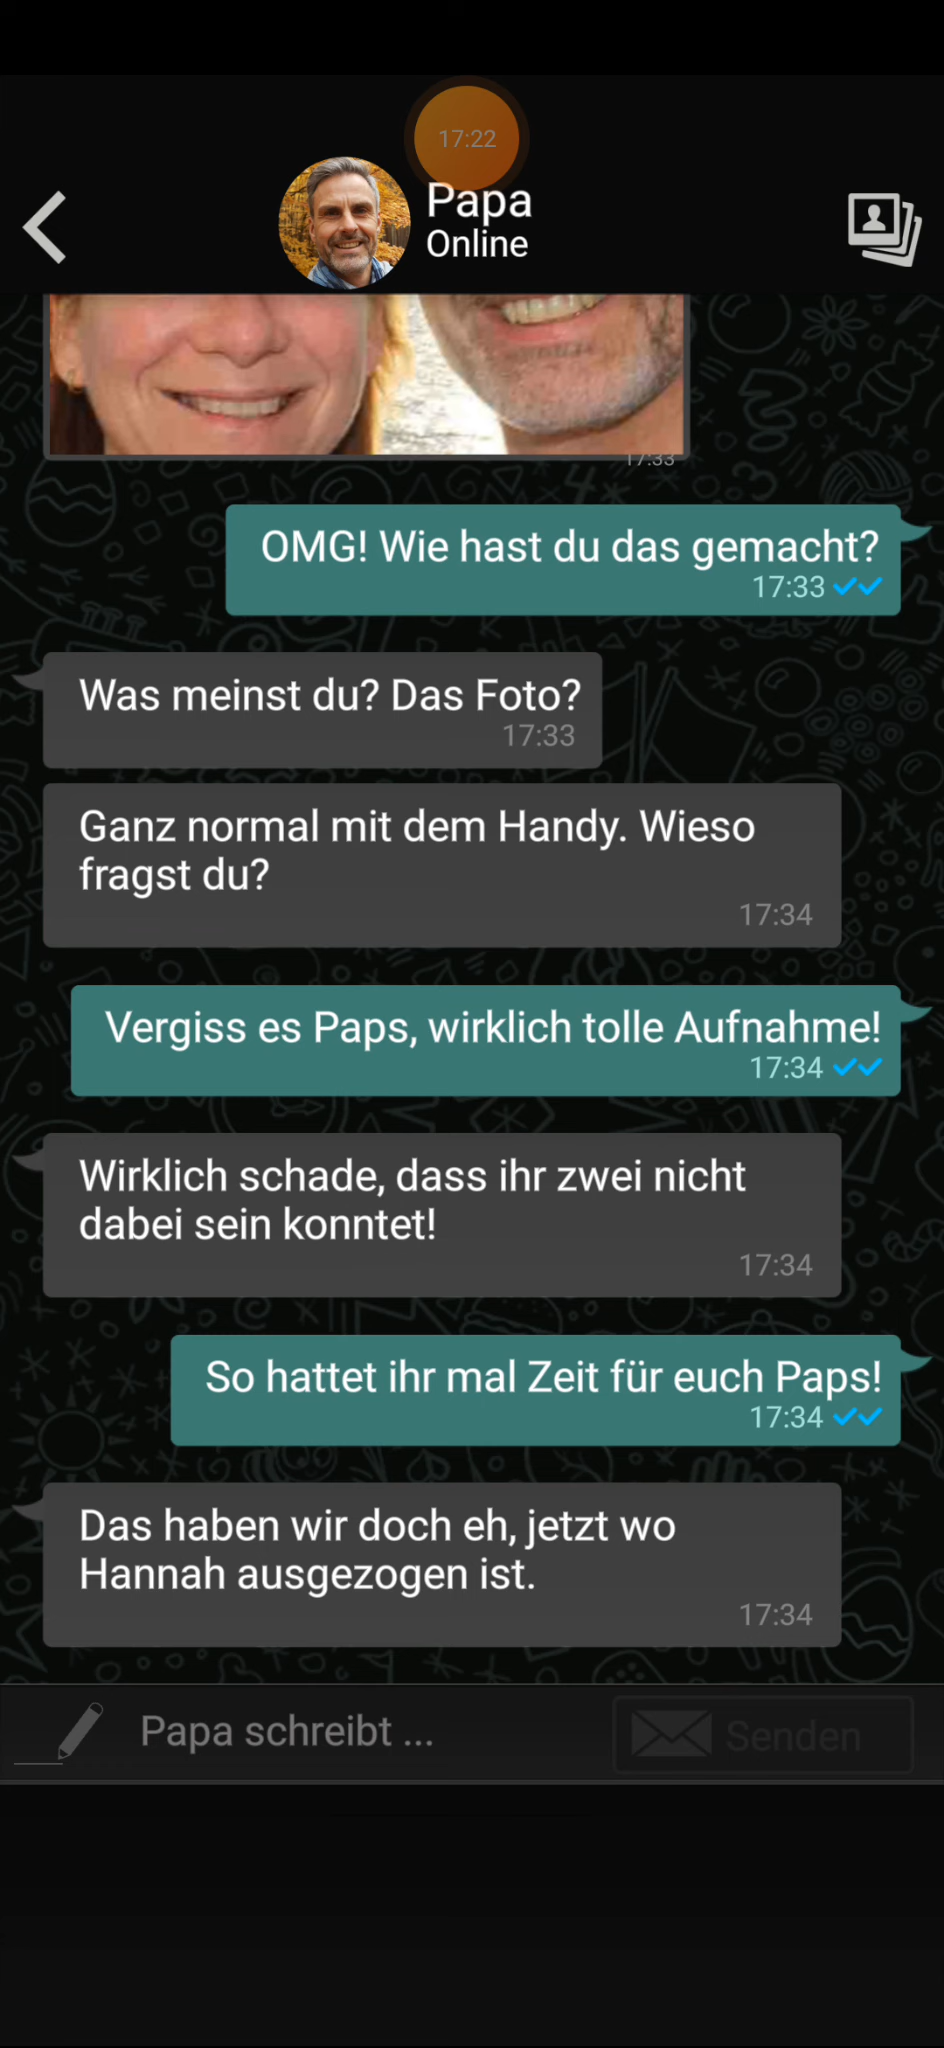 17:22
Papa
Online
17:33
OMG! Wie hast du das gemacht?
17:33
Was meinst du? Das Foto?
17:33
Ganz normal mit dem Handy. Wieso
fragst du?
17:34
Vergiss es Paps, wirklich tolle Aufnahme!
17:34
Wirklich schade, dass ihr zwei nicht
dabei sein konntet!
17:34
So hattet ihr mal Zeit für euch Paps!
17:34
Das haben wir doch eh, jetzt wo
Hannah ausgezogen ist.
17:34
Papa schreibt ...
Senden